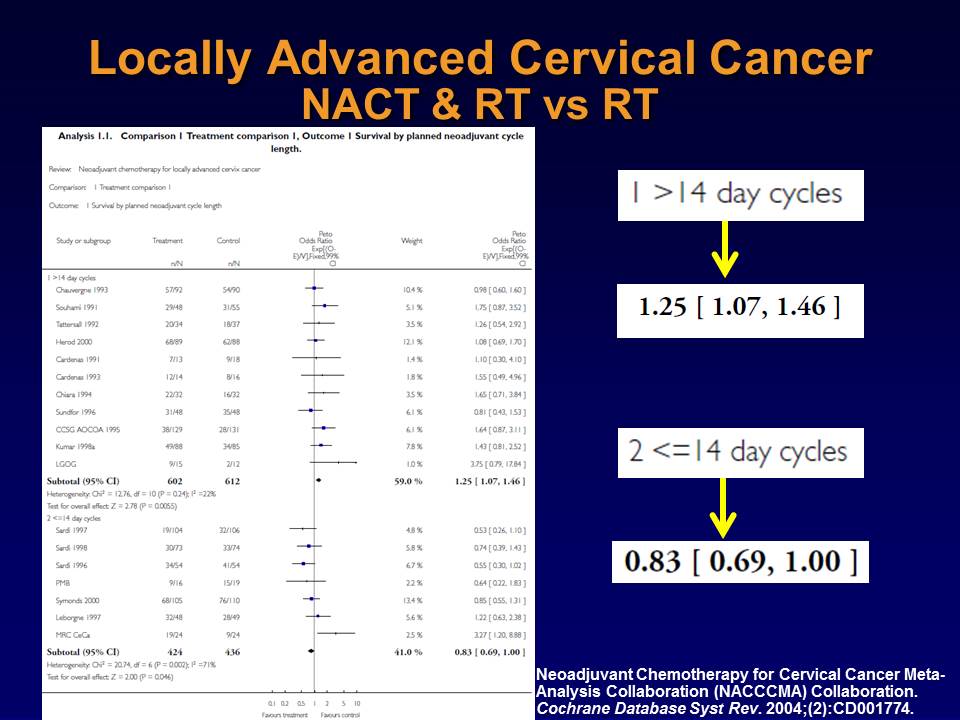 Locally Advanced Cervical Cancer
NACT & RT vs RT
Analysis 1.1. Comparison 1 Treatment comparison 1, Outcome 1 Survival by planned neoadjuvant cycle
length.
Review: Neoadjuvant chemotherapy for locally advanced cervix cancer
Comparison: 1 Treatment comparison 1
Outcome: 1 Survival by planned neoadjuvant cycle length
Study or subgroup Treatment Control Peto Odds Ratio Exp[(O-E)/V],Fixed,99% CI Weight Peto Odds Ratio Exp[(O-E)/V],Fixed,99% CI
n/N n/N
1 >14 day cycles
Chauvergne 1993 57/92 54/90 10.4 % 0.98 [ 0.60, 1.60 ]
Souhami 1991 29/48 31/55 5.1 % 1.75 [ 0.87, 3.52 ]
Tattersall 1992 20/34 18/37 3.5 % 1.26 [ 0.54, 2.92 ]
Herod 2000 68/89 62/88 12.1 % 1.08 [ 0.69, 1.70 ]
Cardenas 1991 7/13 9/18 1.4 % 1.10 [ 0.30, 4.10 ]
Cardenas 1993 12/14 8/16 1.8 % 1.55 [ 0.49, 4.96 ]
Chiara 1994 22/32 16/32 3.5 % 1.65 [ 0.71, 3.84 ]
Sundfor 1996 31/48 35/48 6.1 % 0.81 [ 0.43, 1.53 ]
CCSG AOCOA 1995 38/129 28/131 6.1 % 1.64 [ 0.87, 3.11 ]
Kumar 1998a 49/88 34/85 7.8 % 1.43 [ 0.81, 2.52 ]
LGOG 9/15 2/12 1.0 % 3.75 [ 0.79, 17.84 ]
Subtotal (95% CI) 602 612 59.0 % 1.25 [ 1.07, 1.46 ]
Heterogeneity: Chi² = 12.76, df = 10 (P = 0.24); I² =22%
Test for overall effect: Z = 2.78 (P = 0.0055)
2 <=14 day cycles
Sardi 1997 19/104 32/106 4.8 % 0.53 [ 0.26, 1.10 ]
Sardi 1998 30/73 33/74 5.8 % 0.74 [ 0.39, 1.43 ]
Sardi 1996 34/54 41/54 6.7 % 0.55 [ 0.30, 1.02 ]
PMB 9/16 15/19 2.2 % 0.64 [ 0.22, 1.83 ]
Symonds 2000 68/105 76/110 13.4 % 0.85 [ 0.55, 1.31 ]
Leborgne 1997 32/48 28/49 5.6 % 1.22 [ 0.63, 2.38 ]
MRC CeCa 19/24 9/24 2.5 % 3.27 [ 1.20, 8.88 ]
Subtotal (95% CI) 424 436 41.0 % 0.83 [ 0.69, 1.00 ]
Heterogeneity: Chi² = 20.74, df = 6 (P = 0.002); I² =71%
Test for overall effect: Z = 2.00 (P = 0.046)
0.1 0.2 0.5 1 2 5 10
Favours treatment Favours control
1 >14 day cycles
1.25 [ 1.07, 1.46 ]
2 <=14 day cycles
0.83 [ 0.69, 1.00 ]
Neoadjuvant Chemotherapy for Cervical Cancer Meta-
Analysis Collaboration (NACCCMA) Collaboration.
Cochrane Database Syst Rev. 2004;(2):CD001774.